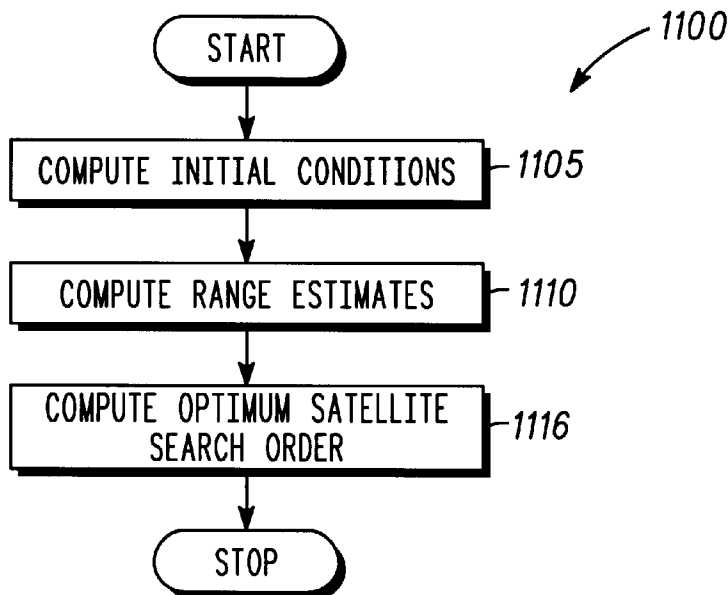 START
1100
COMPUTE INITIAL CONDITIONS
1105
COMPUTE RANGE ESTIMATES
1110
COMPUTE OPTIMUM SATELLITE
SEARCH ORDER
1116
STOP